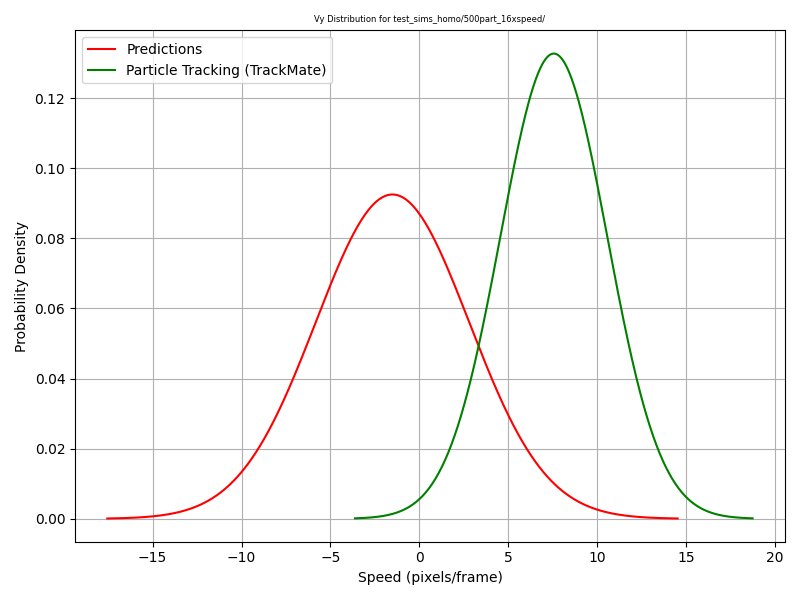 Vy Distribution for test_sims_homo/500part_16xspeed/
Predictions
Particle Tracking (TrackMate)
Probability Density
0.12
0.10
0.08
0.06
0.04
0.02
0.00
−15 −10 −5 0 5 10 15 20
Speed (pixels/frame)